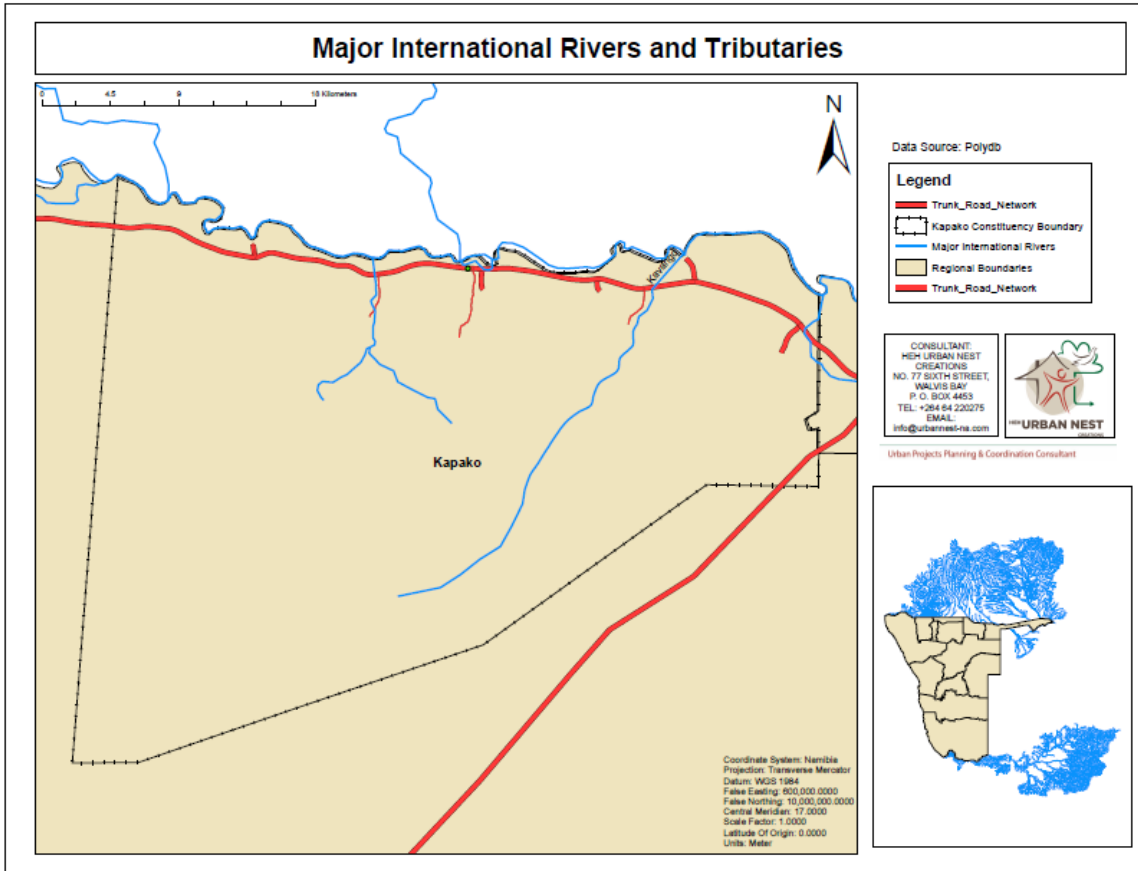 Major International Rivers and Tributaries
0 4.5 9 18 Kilometers
N
Kavango
Kapako
Coordinate System: Namibia
Projection: Transverse Mercator
Datum: WGS 1984
False Easting: 600,000.0000
False Northing: 10,000,000.0000
Central Meridian: 17.0000
Scale Factor: 1.0000
Latitude Of Origin: 0.0000
Units: Meter
Data Source: Polydb
Legend
Trunk_Road_Network
Kapako Constituency Boundary
Major International Rivers
Regional Boundaries
Trunk_Road_Network
CONSULTANT:
HEH URBAN NEST
CREATIONS
NO. 77 SIXTH STREET,
WALVIS BAY
P. O. BOX 4453
TEL: +264 64 220275
EMAIL:
info@urbannest-na.com
HEH URBAN NEST
CREATIONS
Urban Projects Planning & Coordination Consultant